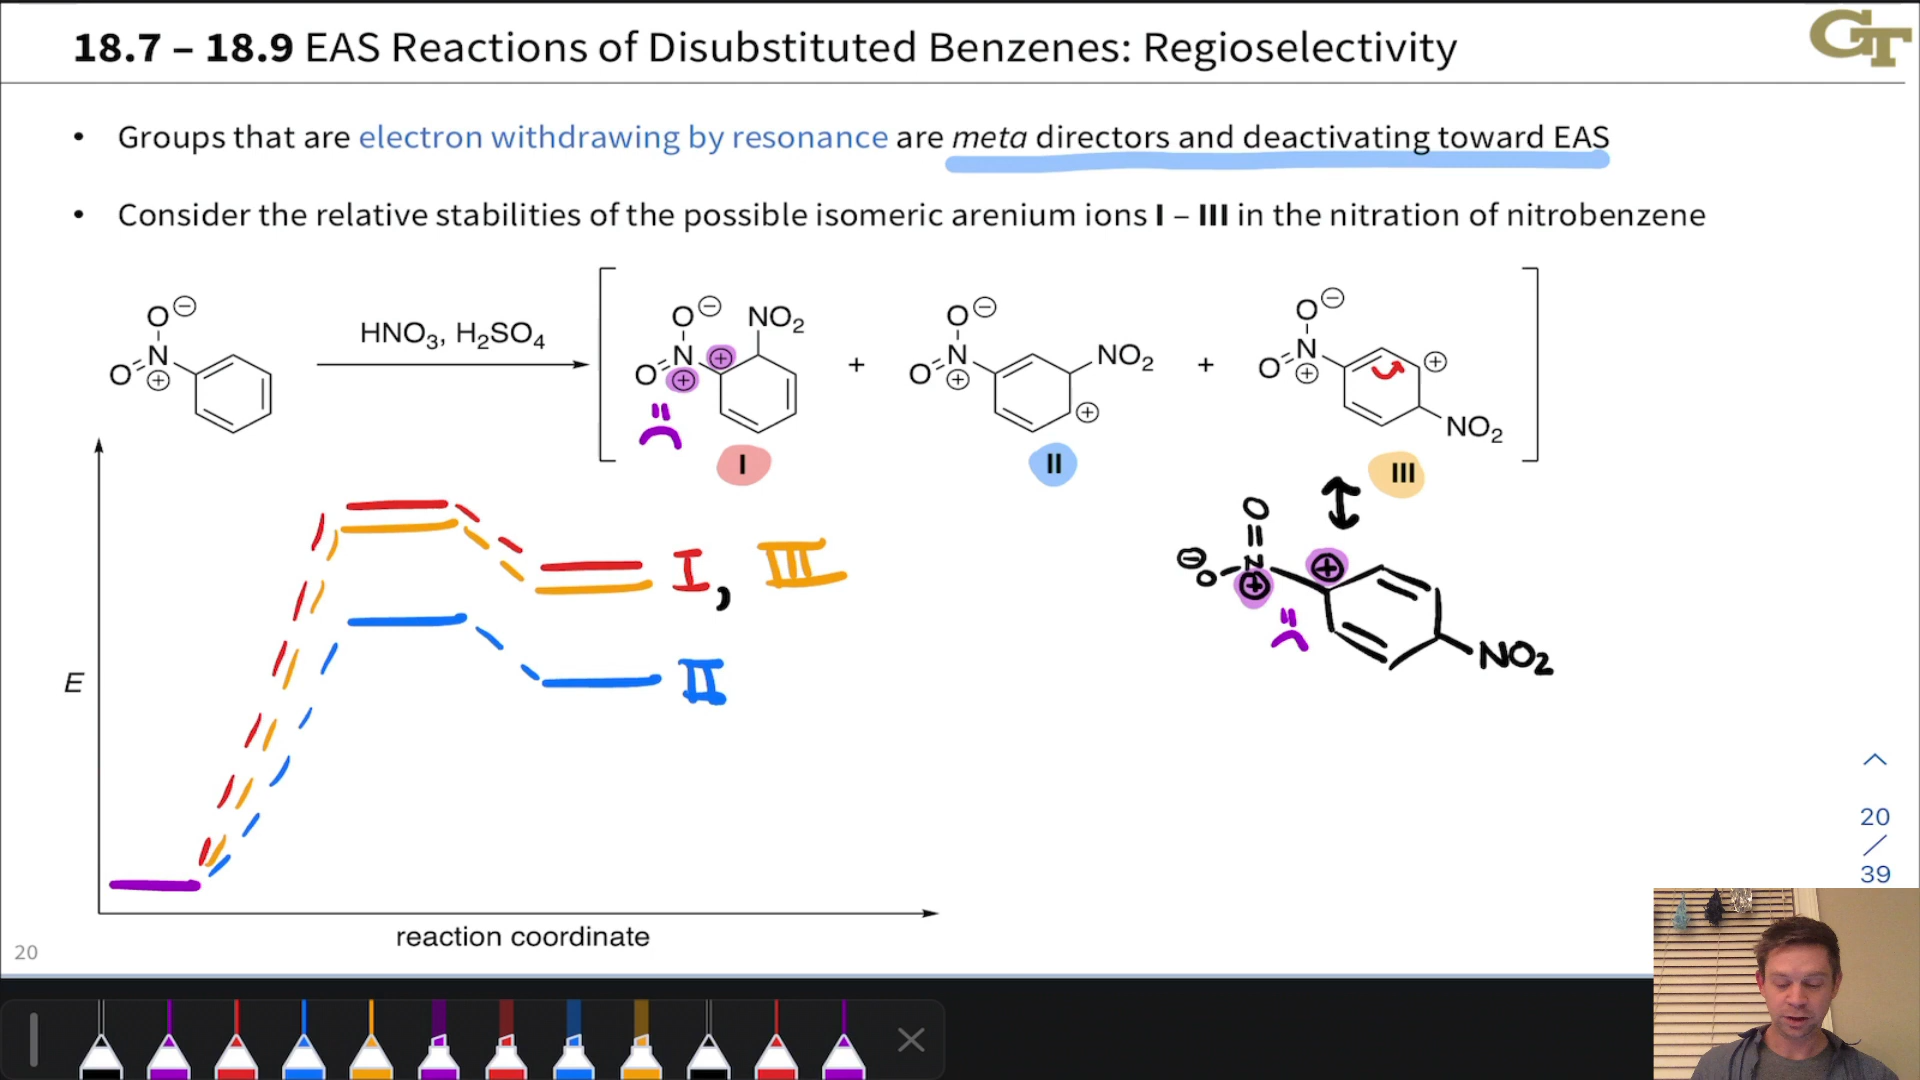 18.7 – 18.9 EAS Reactions of Disubstituted Benzenes: Regioselectivity
GT
• Groups that are electron withdrawing by resonance are meta directors and deactivating toward EAS
• Consider the relative stabilities of the possible isomeric arenium ions I – III in the nitration of nitrobenzene
O ⊖
O N ⊕
HNO₃, H₂SO₄
O ⊖ NO₂
O N ⊕ ⊕
+
O ⊖
O N ⊕ NO₂
⊕
+
O ⊖
O N ⊕ ⊕
NO₂
I
II
III
O
⊖ O N ⊕ ⊕
NO₂
I, III
II
E
reaction coordinate
20
20
/
39